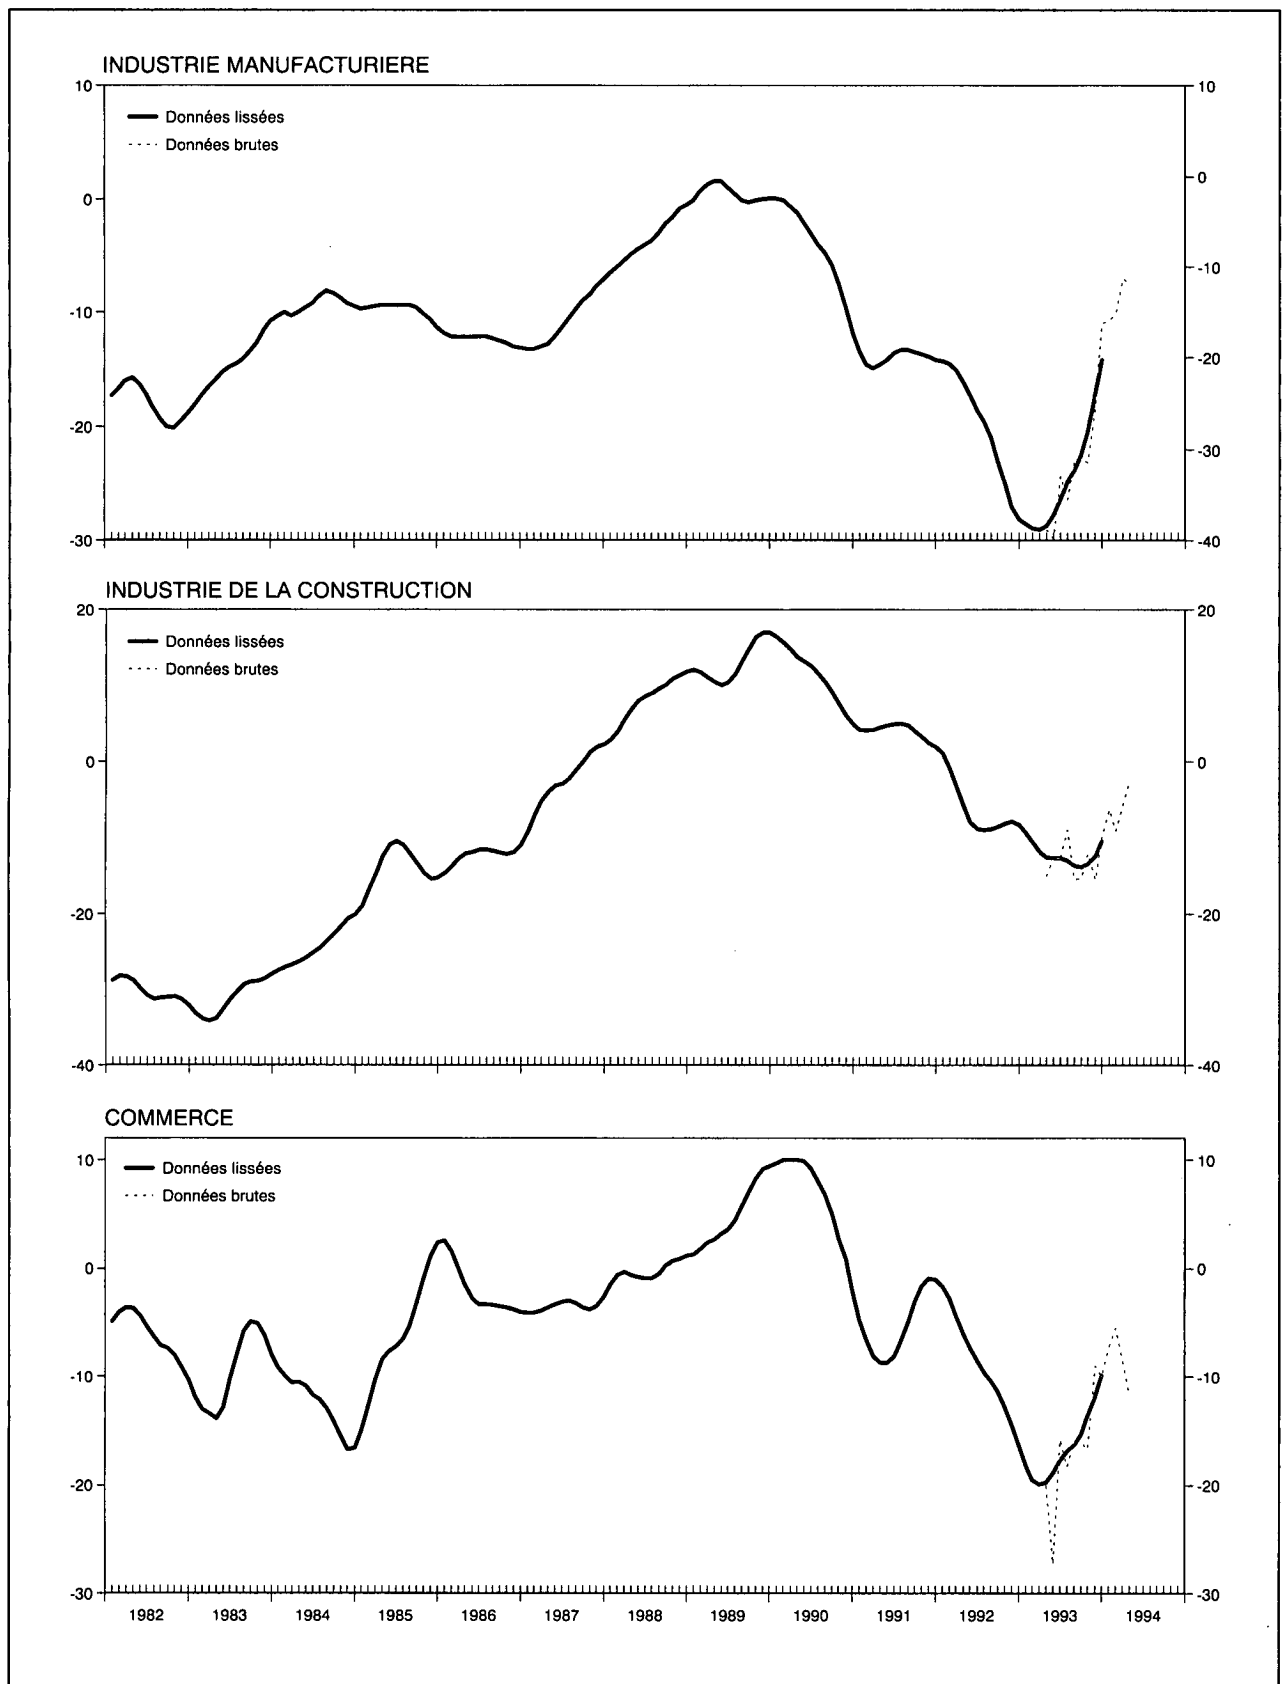 INDUSTRIE MANUFACTURIERE
10
10
Données lissées
Données brutes
0
0
-10
-10
-20
-20
-30
-30
-40
INDUSTRIE DE LA CONSTRUCTION
20
20
Données lissées
Données brutes
0
0
-20
-20
-40
-40
COMMERCE
10
10
Données lissées
Données brutes
0
0
-10
-10
-20
-20
-30
-30
1982 1983 1984 1985 1986 1987 1988 1989 1990 1991 1992 1993 1994